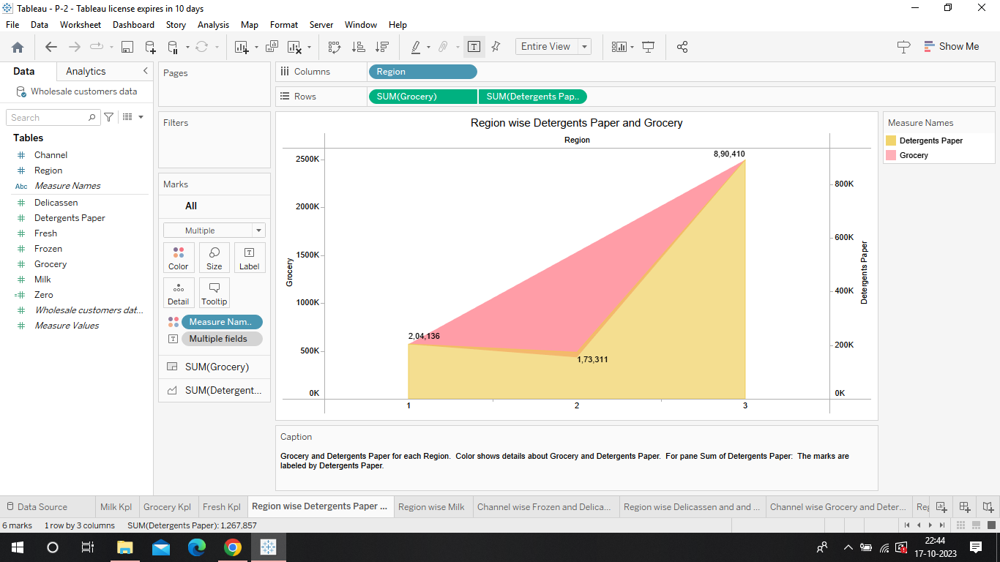 Tableau - P-2 - Tableau license expires in 10 days
File Data Worksheet Dashboard Story Analysis Map Format Server Window Help
Entire View
Show Me
Data Analytics
Wholesale customers data
Search
Tables
Channel
Region
Measure Names
Delicassen
Detergents Paper
Fresh
Frozen
Grocery
Milk
Zero
Wholesale customers dat...
Measure Values
Pages
Filters
Marks
All
Multiple
Color Size Label
Detail Tooltip
Measure Nam..
Multiple fields
SUM(Grocery)
SUM(Detergent...
Columns Region
Rows SUM(Grocery) SUM(Detergents Pap..
Region wise Detergents Paper and Grocery
Region
2500K
2000K
1500K
1000K
500K
0K
Grocery
8,90,410
2,04,136
1,73,311
1 2 3
800K
600K
400K
200K
0K
Detergents Paper
Measure Names
Detergents Paper
Grocery
Caption
Grocery and Detergents Paper for each Region. Color shows details about Grocery and Detergents Paper. For pane Sum of Detergents Paper: The marks are
labeled by Detergents Paper.
Data Source Milk Kpl Grocery Kpl Fresh Kpl Region wise Detergents Paper ... Region wise Milk Channel wise Frozen and Delica... Region wise Delicassen and and ... Channel wise Grocery and Deter... Reg
6 marks 1 row by 3 columns SUM(Detergents Paper): 1,267,857
22:44
17-10-2023